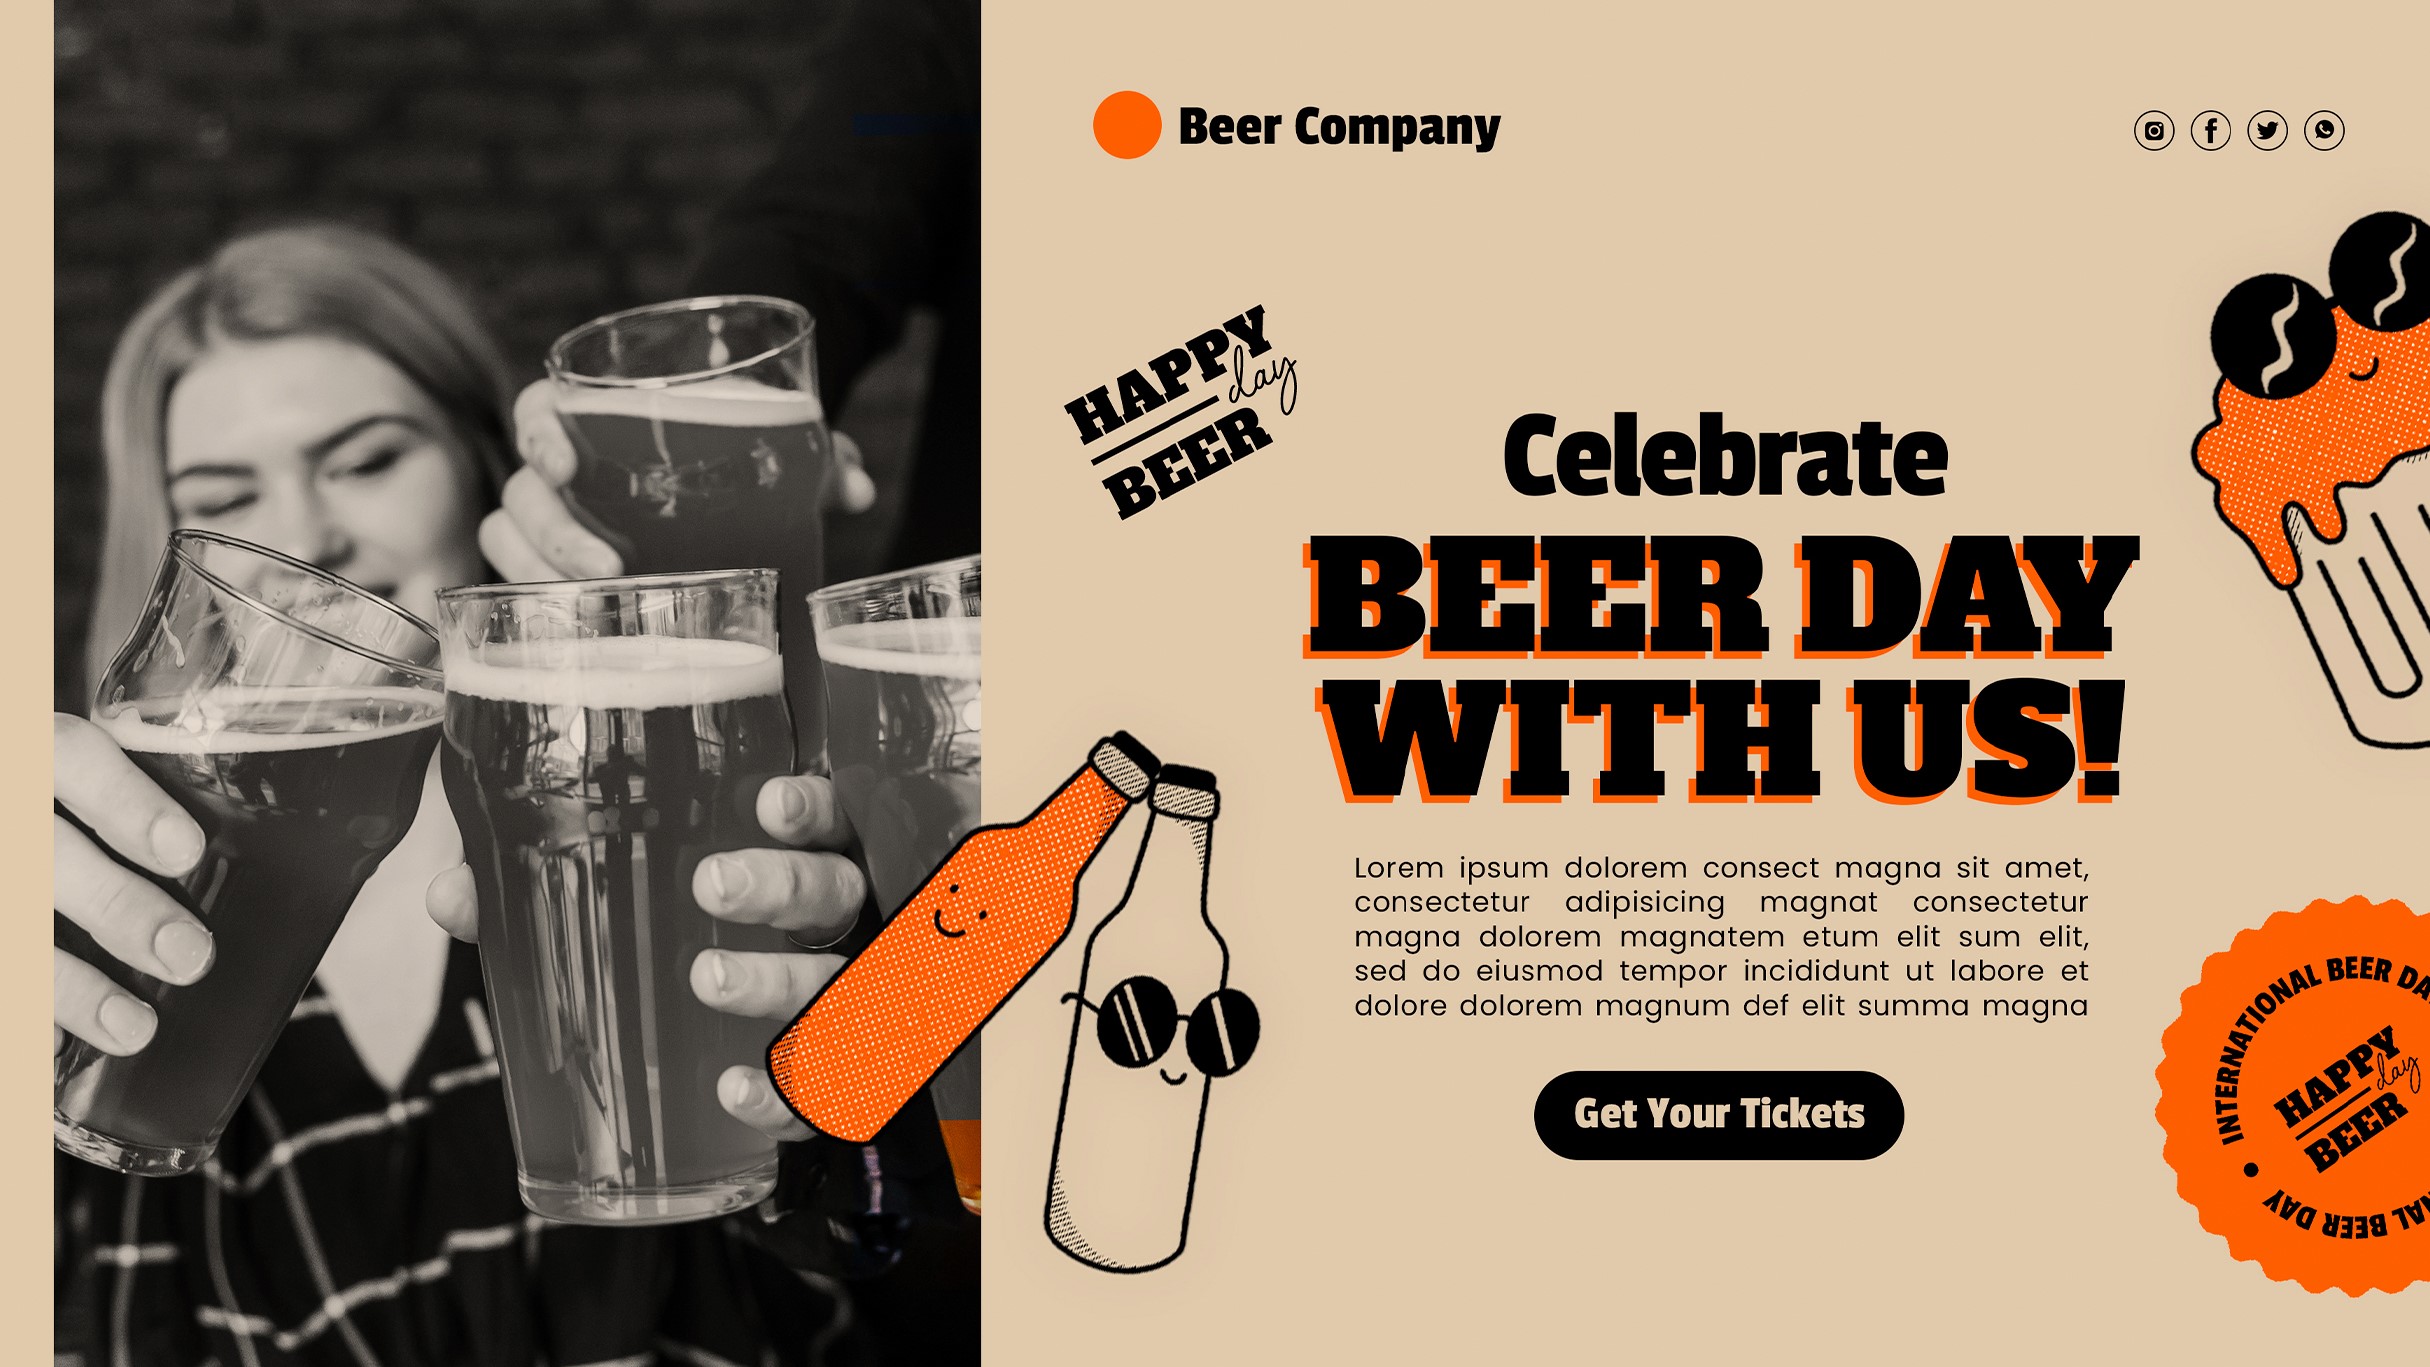 Beer Company
HAPPY
day
BEER
Celebrate
BEER DAY
WITH US!
Lorem ipsum dolorem consect magna sit amet,
consectetur adipisicing magnat consectetur
magna dolorem magnatem etum elit sum elit,
sed do eiusmod tempor incididunt ut labore et
dolore dolorem magnum def elit summa magna
Get Your Tickets
INTERNATIONAL BEER DA
HAPPY
day
BEER
NAL BEER DAY